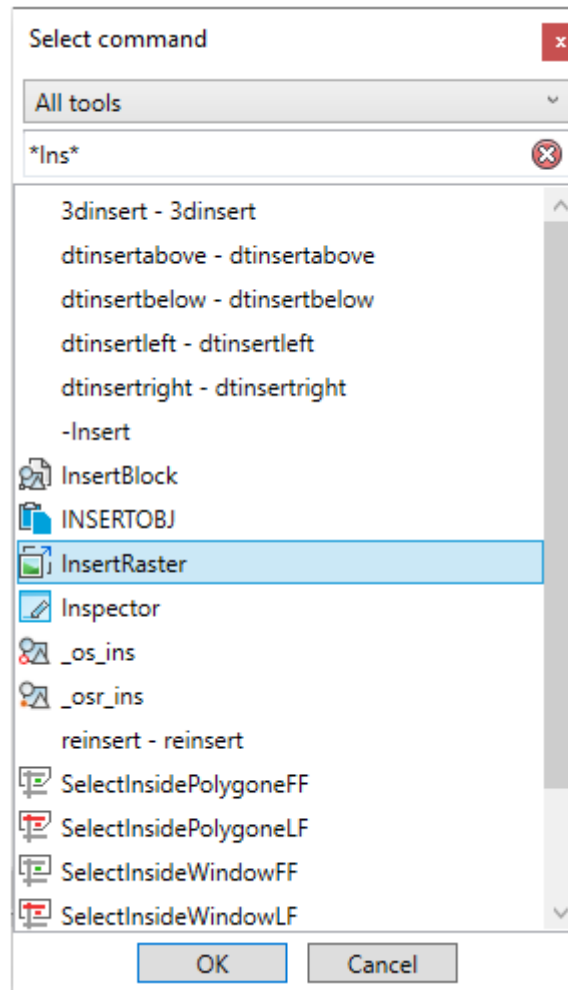 Select command
x
All tools
*Ins*
3dinsert - 3dinsert
dtinsertabove - dtinsertabove
dtinsertbelow - dtinsertbelow
dtinsertleft - dtinsertleft
dtinsertright - dtinsertright
-Insert
InsertBlock
INSERTOBJ
InsertRaster
Inspector
_os_ins
_osr_ins
reinsert - reinsert
SelectInsidePolygoneFF
SelectInsidePolygoneLF
SelectInsideWindowFF
SelectInsideWindowLF
OK Cancel